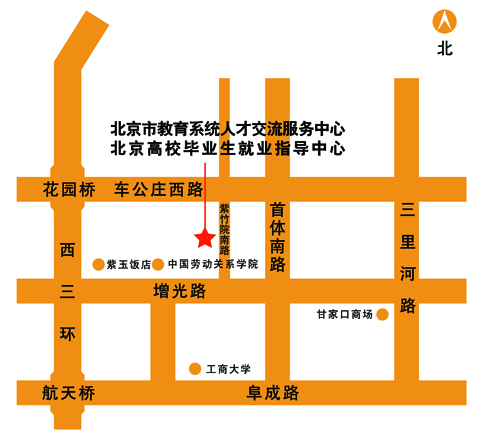 北
北京市教育系统人才交流服务中心
北京高校毕业生就业指导中心
花园桥
车公庄西路
紫竹院南路
首体南路
三里河路
西三环
紫玉饭店
中国劳动关系学院
增光路
甘家口商场
工商大学
航天桥
阜成路